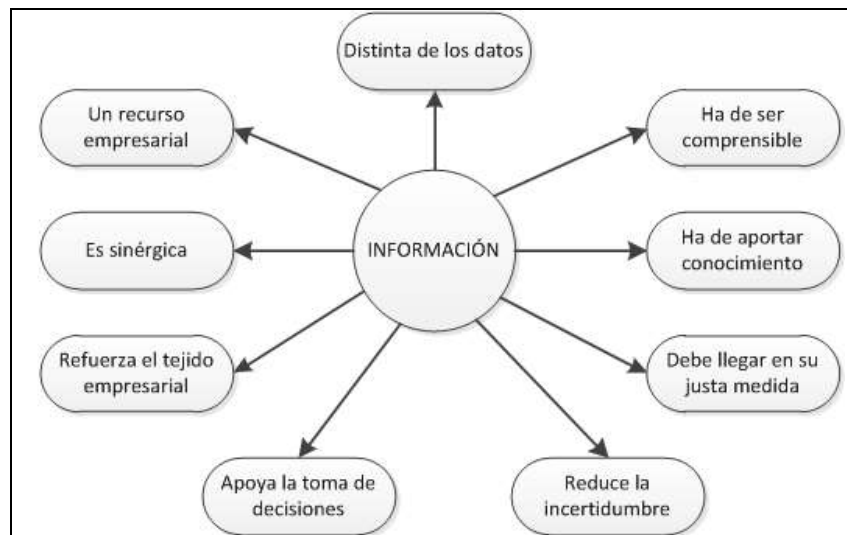 Distinta de los datos
Un recurso
empresarial
Ha de ser
comprensible
Es sinérgica
INFORMACIÓN
Ha de aportar
conocimiento
Refuerza el tejido
empresarial
Debe llegar en su
justa medida
Apoya la toma de
decisiones
Reduce la
incertidumbre